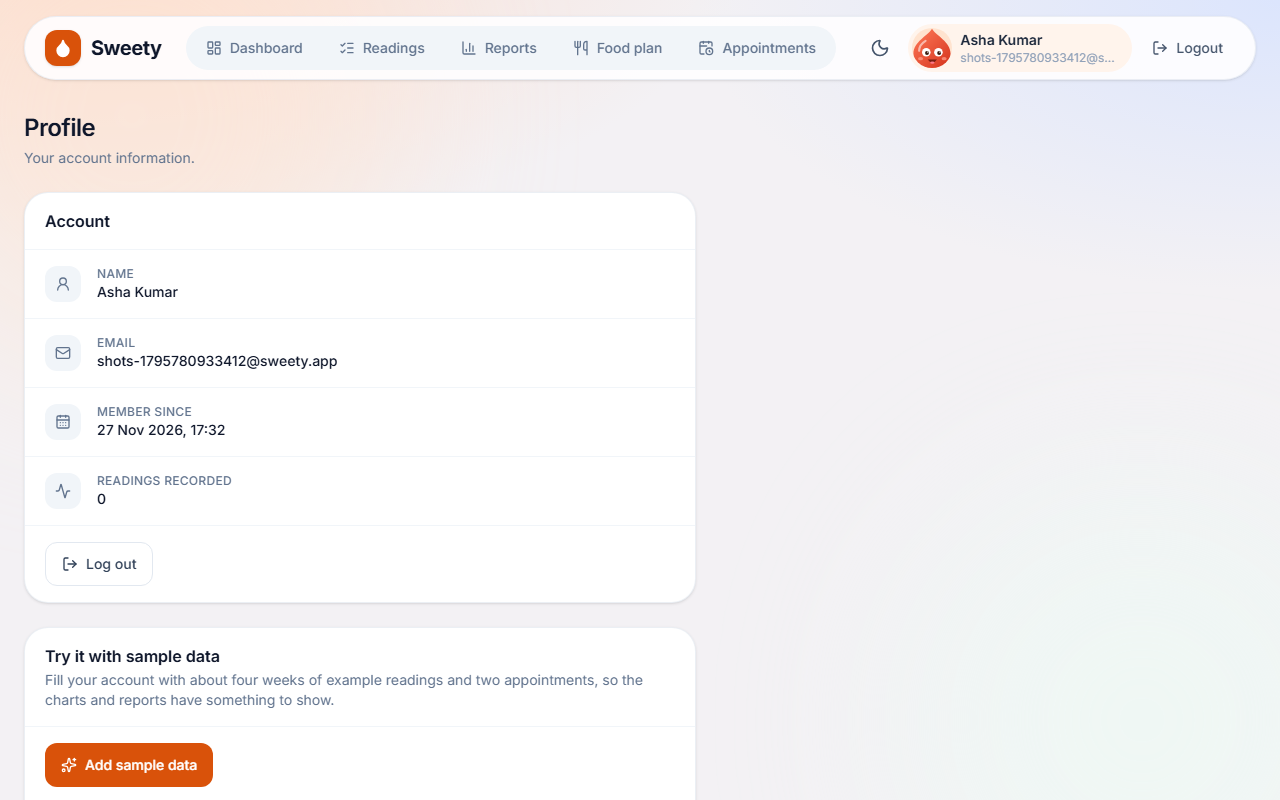 Sweety
Dashboard
Readings
Reports
Food plan
Appointments
Asha Kumar
shots-1795780933412@s...
Logout
Profile
Your account information.
Account
NAME
Asha Kumar
EMAIL
shots-1795780933412@sweety.app
MEMBER SINCE
27 Nov 2026, 17:32
READINGS RECORDED
0
Log out
Try it with sample data
Fill your account with about four weeks of example readings and two appointments, so the
charts and reports have something to show.
Add sample data